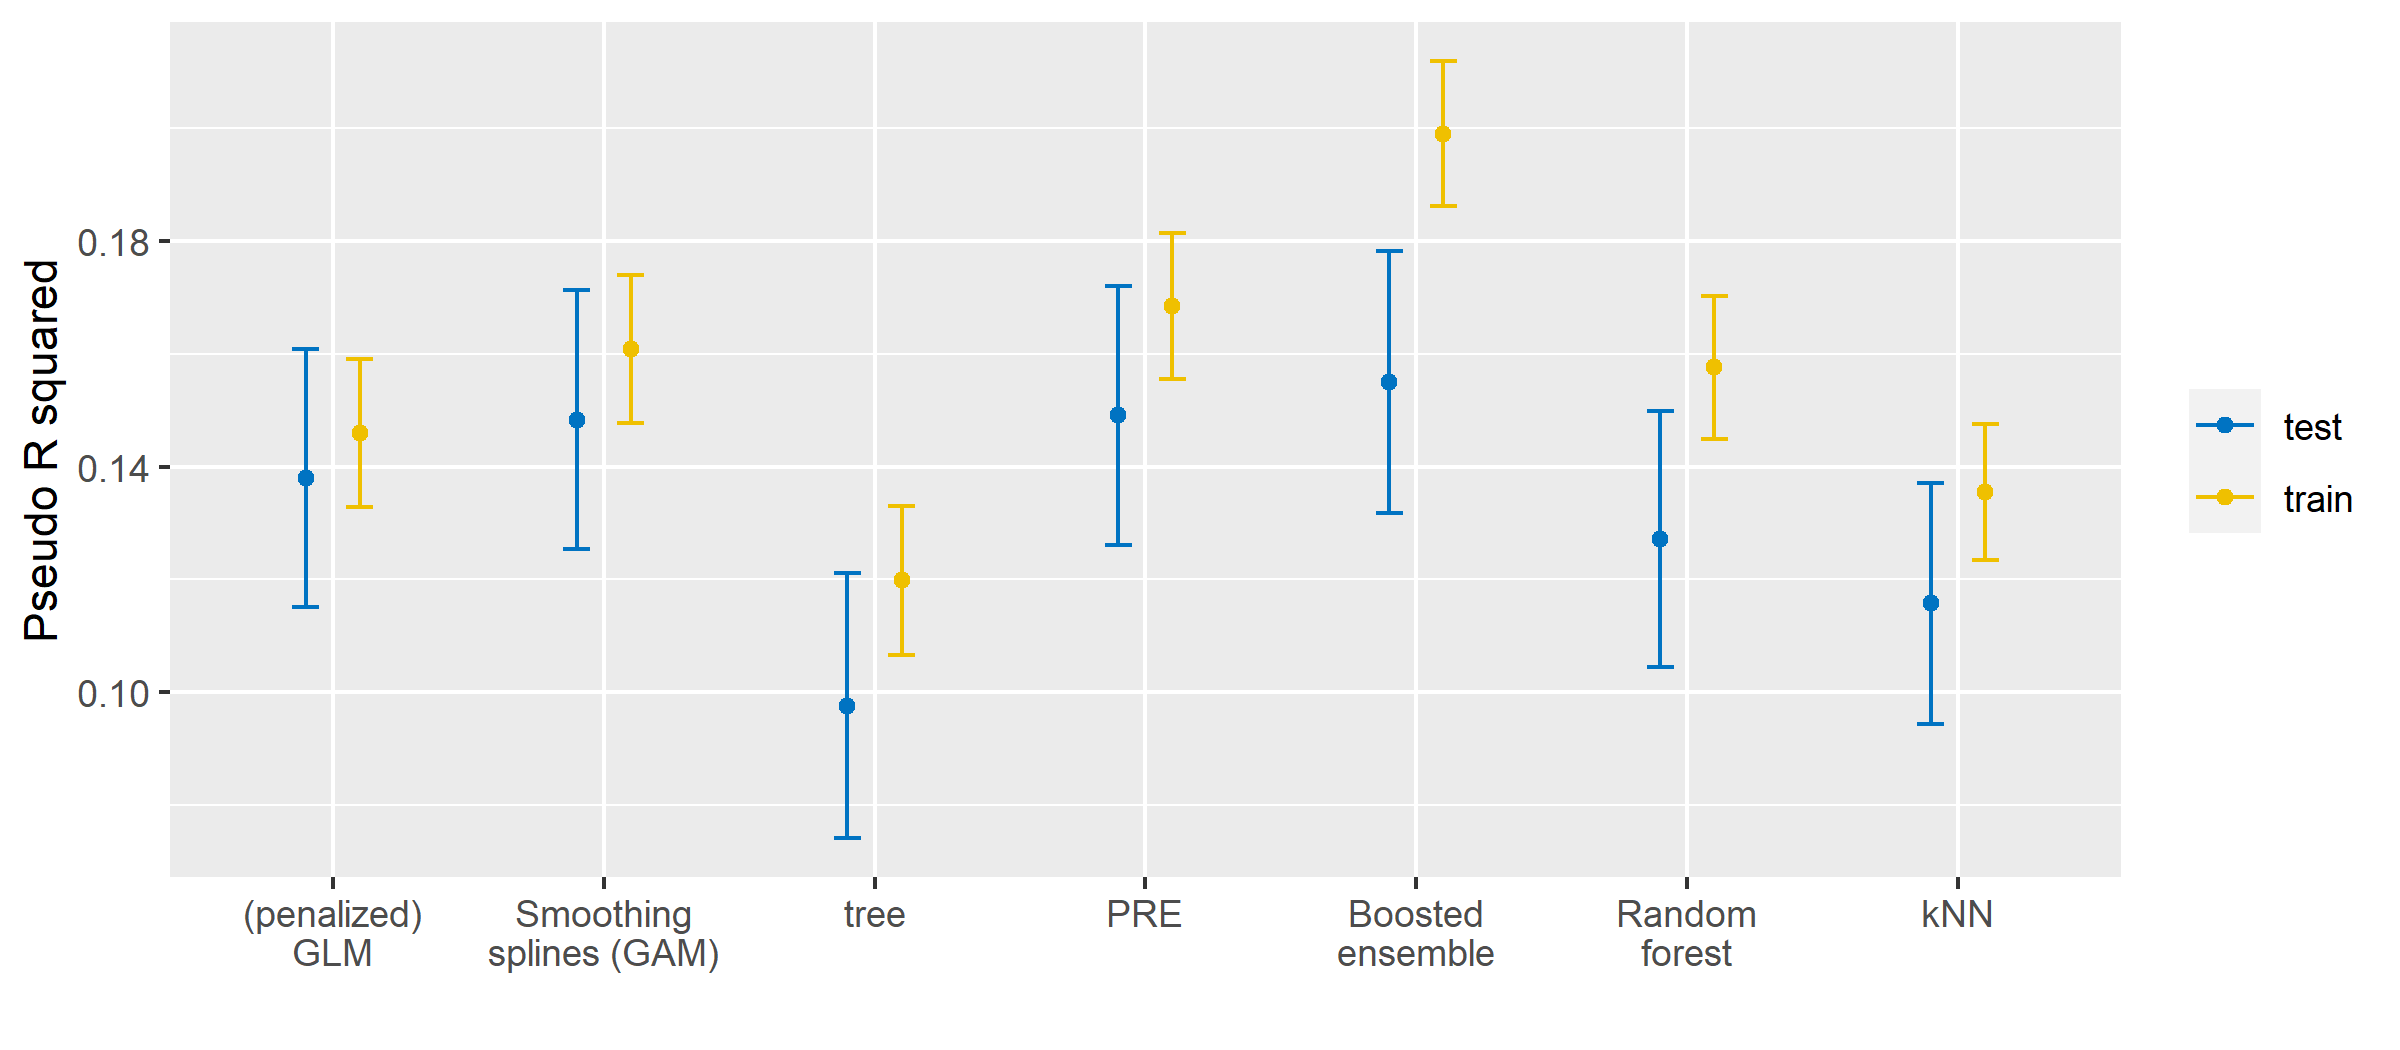 Pseudo R squared
0.18
0.14
0.10
(penalized)
GLM
Smoothing
splines (GAM)
tree
PRE
Boosted
ensemble
Random
forest
kNN
test
train